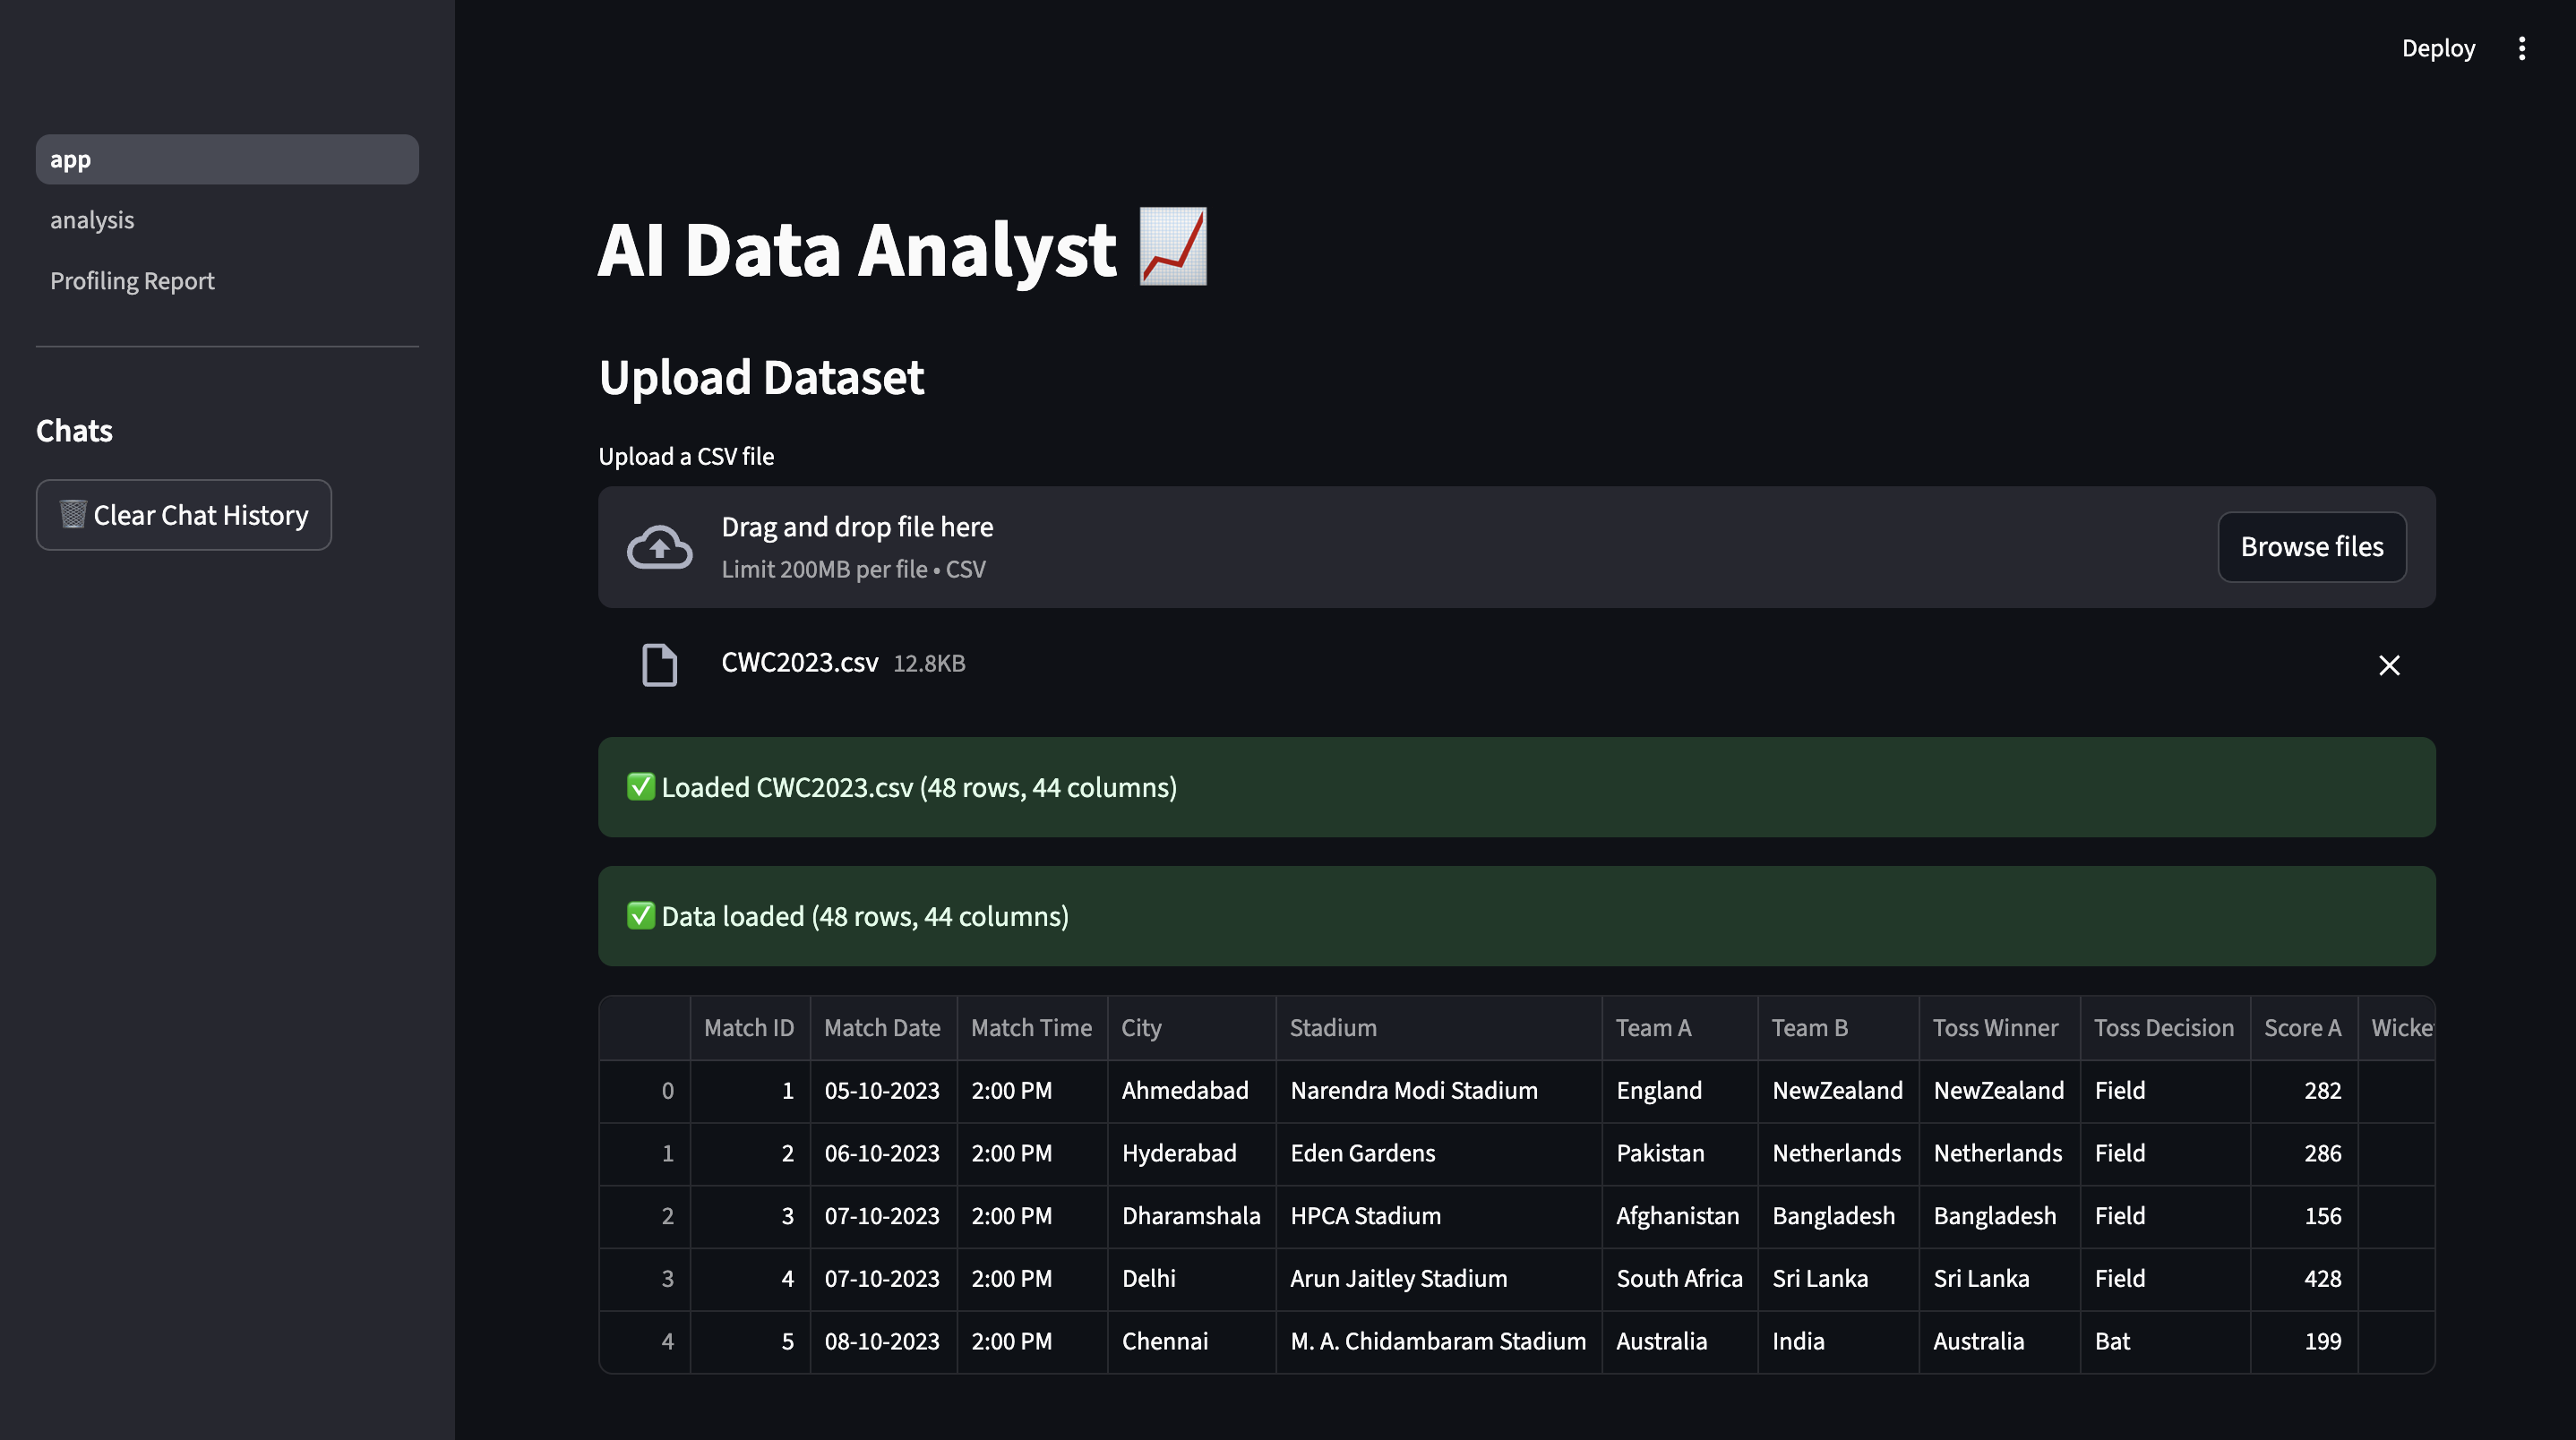 Deploy
app
analysis
Profiling Report
Chats
🗑️ Clear Chat History
AI Data Analyst 📈
Upload Dataset
Upload a CSV file
Drag and drop file here
Limit 200MB per file • CSV
Browse files
CWC2023.csv 12.8KB
✅ Loaded CWC2023.csv (48 rows, 44 columns)
✅ Data loaded (48 rows, 44 columns)
Match ID Match Date Match Time City Stadium Team A Team B Toss Winner Toss Decision Score A Wicke
0 1 05-10-2023 2:00 PM Ahmedabad Narendra Modi Stadium England NewZealand NewZealand Field 282
1 2 06-10-2023 2:00 PM Hyderabad Eden Gardens Pakistan Netherlands Netherlands Field 286
2 3 07-10-2023 2:00 PM Dharamshala HPCA Stadium Afghanistan Bangladesh Bangladesh Field 156
3 4 07-10-2023 2:00 PM Delhi Arun Jaitley Stadium South Africa Sri Lanka Sri Lanka Field 428
4 5 08-10-2023 2:00 PM Chennai M. A. Chidambaram Stadium Australia India Australia Bat 199